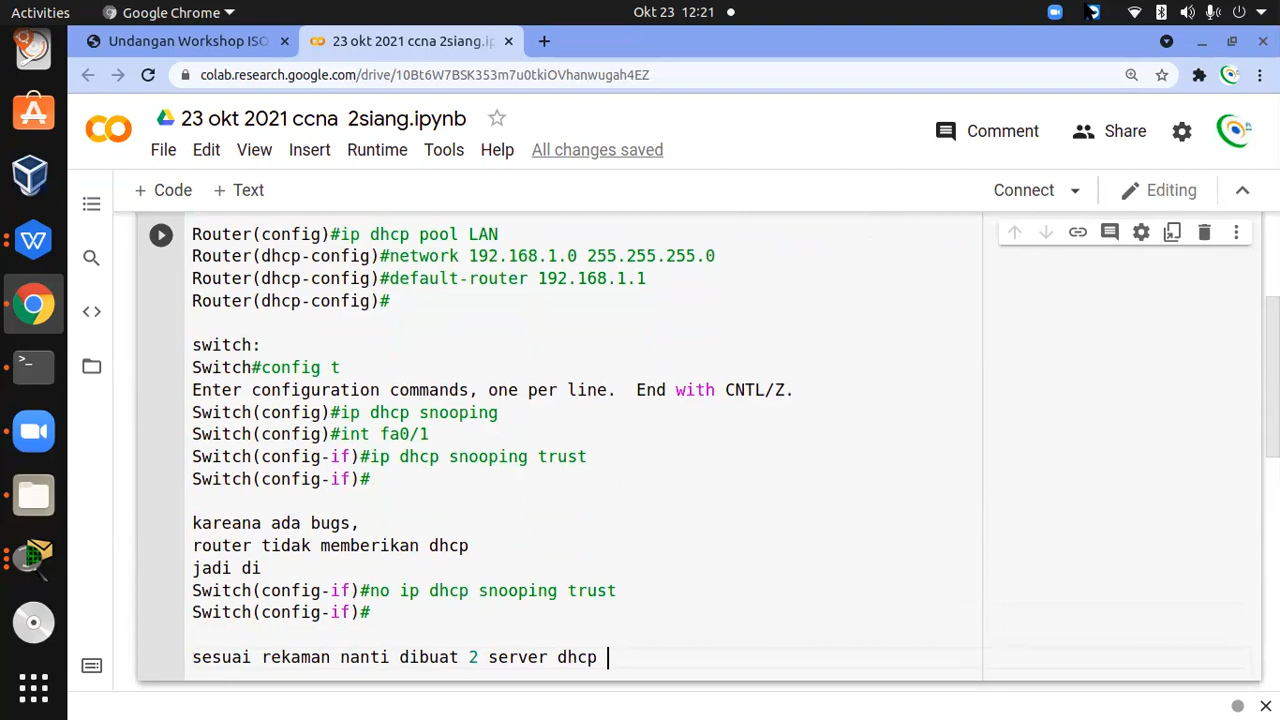 Activities Google Chrome Okt 23 12:21
Undangan Workshop ISO 23 okt 2021 ccna 2siang.ip
colab.research.google.com/drive/10Bt6W7BSK353m7u0tkiOVhanwugah4EZ
23 okt 2021 ccna 2siang.ipynb
Comment Share
File Edit View Insert Runtime Tools Help All changes saved
+ Code + Text Connect Editing
Router(config)#ip dhcp pool LAN
Router(dhcp-config)#network 192.168.1.0 255.255.255.0
Router(dhcp-config)#default-router 192.168.1.1
Router(dhcp-config)#
switch:
Switch#config t
Enter configuration commands, one per line. End with CNTL/Z.
Switch(config)#ip dhcp snooping
Switch(config)#int fa0/1
Switch(config-if)#ip dhcp snooping trust
Switch(config-if)#
kareana ada bugs,
router tidak memberikan dhcp
jadi di
Switch(config-if)#no ip dhcp snooping trust
Switch(config-if)#
sesuai rekaman nanti dibuat 2 server dhcp